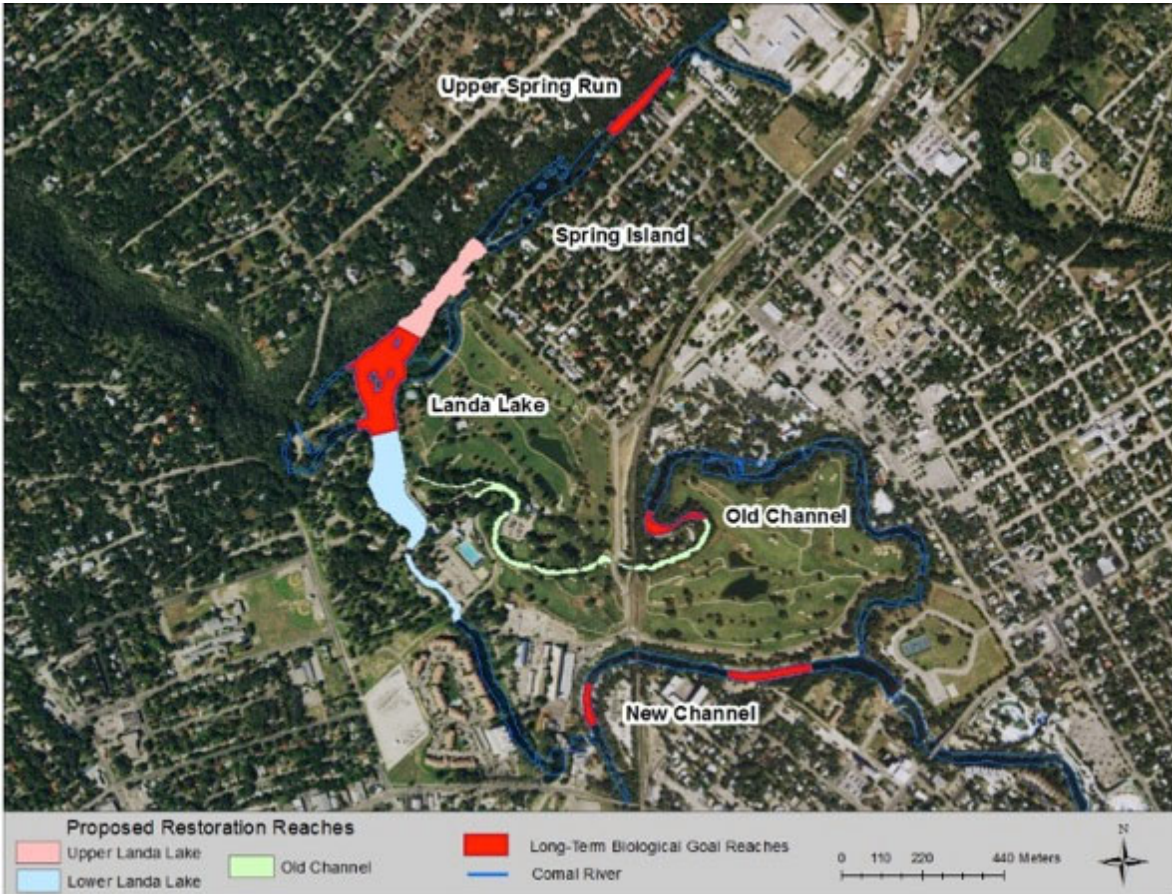 Upper Spring Run
Spring Island
Landa Lake
Old Channel
New Channel
Proposed Restoration Reaches
Upper Landa Lake
Lower Landa Lake
Old Channel
Long-Term Biological Goal Reaches
Comal River
0 110 220 440 Meters
N